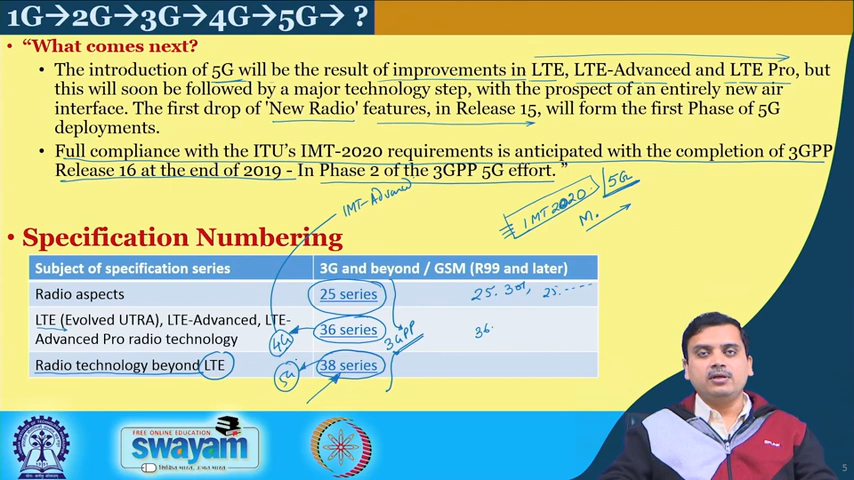 1G→2G→3G→4G→5G→ ?
• “What comes next?
• The introduction of 5G will be the result of improvements in LTE, LTE-Advanced and LTE Pro, but
this will soon be followed by a major technology step, with the prospect of an entirely new air
interface. The first drop of 'New Radio' features, in Release 15, will form the first Phase of 5G
deployments.
• Full compliance with the ITU’s IMT-2020 requirements is anticipated with the completion of 3GPP
Release 16 at the end of 2019 - In Phase 2 of the 3GPP 5G effort. ”
IMT-Advanced
IMT2020
5G
M.
• Specification Numbering
Subject of specification series 3G and beyond / GSM (R99 and later)
Radio aspects 25 series 25. 301, 25.....
LTE (Evolved UTRA), LTE-Advanced, LTE-
Advanced Pro radio technology 36 series 36.
4G
3GPP
Radio technology beyond LTE 38 series
5G
FREE ONLINE EDUCATION
swayam
शिक्षित भारत, उन्नत भारत
5